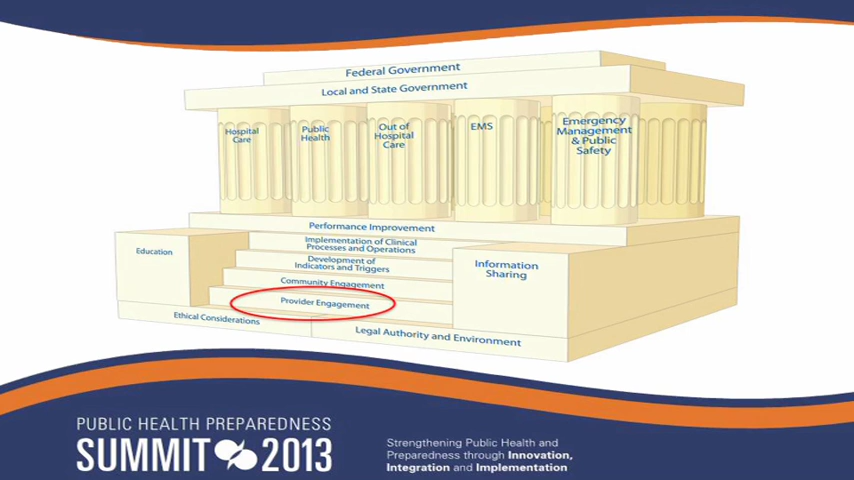 Federal Government
Local and State Government
Hospital
Care
Public
Health
Out of
Hospital
Care
EMS
Emergency
Management
& Public
Safety
Performance Improvement
Implementation of Clinical
Processes and Operations
Education
Development of
Indicators and Triggers
Information
Sharing
Community Engagement
Provider Engagement
Ethical Considerations
Legal Authority and Environment
PUBLIC HEALTH PREPAREDNESS
SUMMIT 2013
Strengthening Public Health and
Preparedness through Innovation,
Integration and Implementation